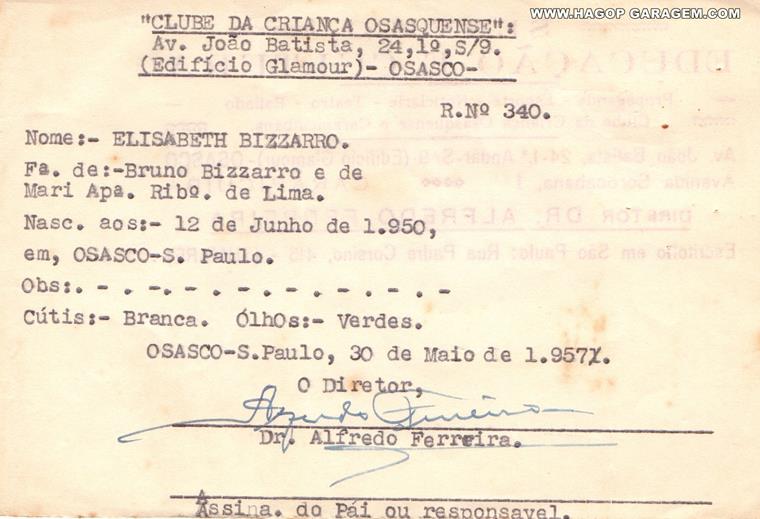 WWW.HAGOP GARAGEM.COM
"CLUBE DA CRIANÇA OSASQUENSE":
Av. João Batista, 24,1º,S/9.
(Edifício Glamour)- OSASCO-
R.Nº 340.
Nome:- ELISABETH BIZZARRO.
Fa. de:-Bruno Bizzarro e de
Mari Apª. Ribº. de Lima.
Nasc. aos:- 12 de Junho de 1.950,
em, OSASCO-S. Paulo.
Obs:. - . - . - . - . - . - . - . -
Cútis:- Branca. ólhOs:- Verdes.
OSASCO-S.Paulo, 30 de Maio de 1.957.
O Diretor,
Dr. Alfredo Ferreira.
Assina. do Pái ou responsavel.